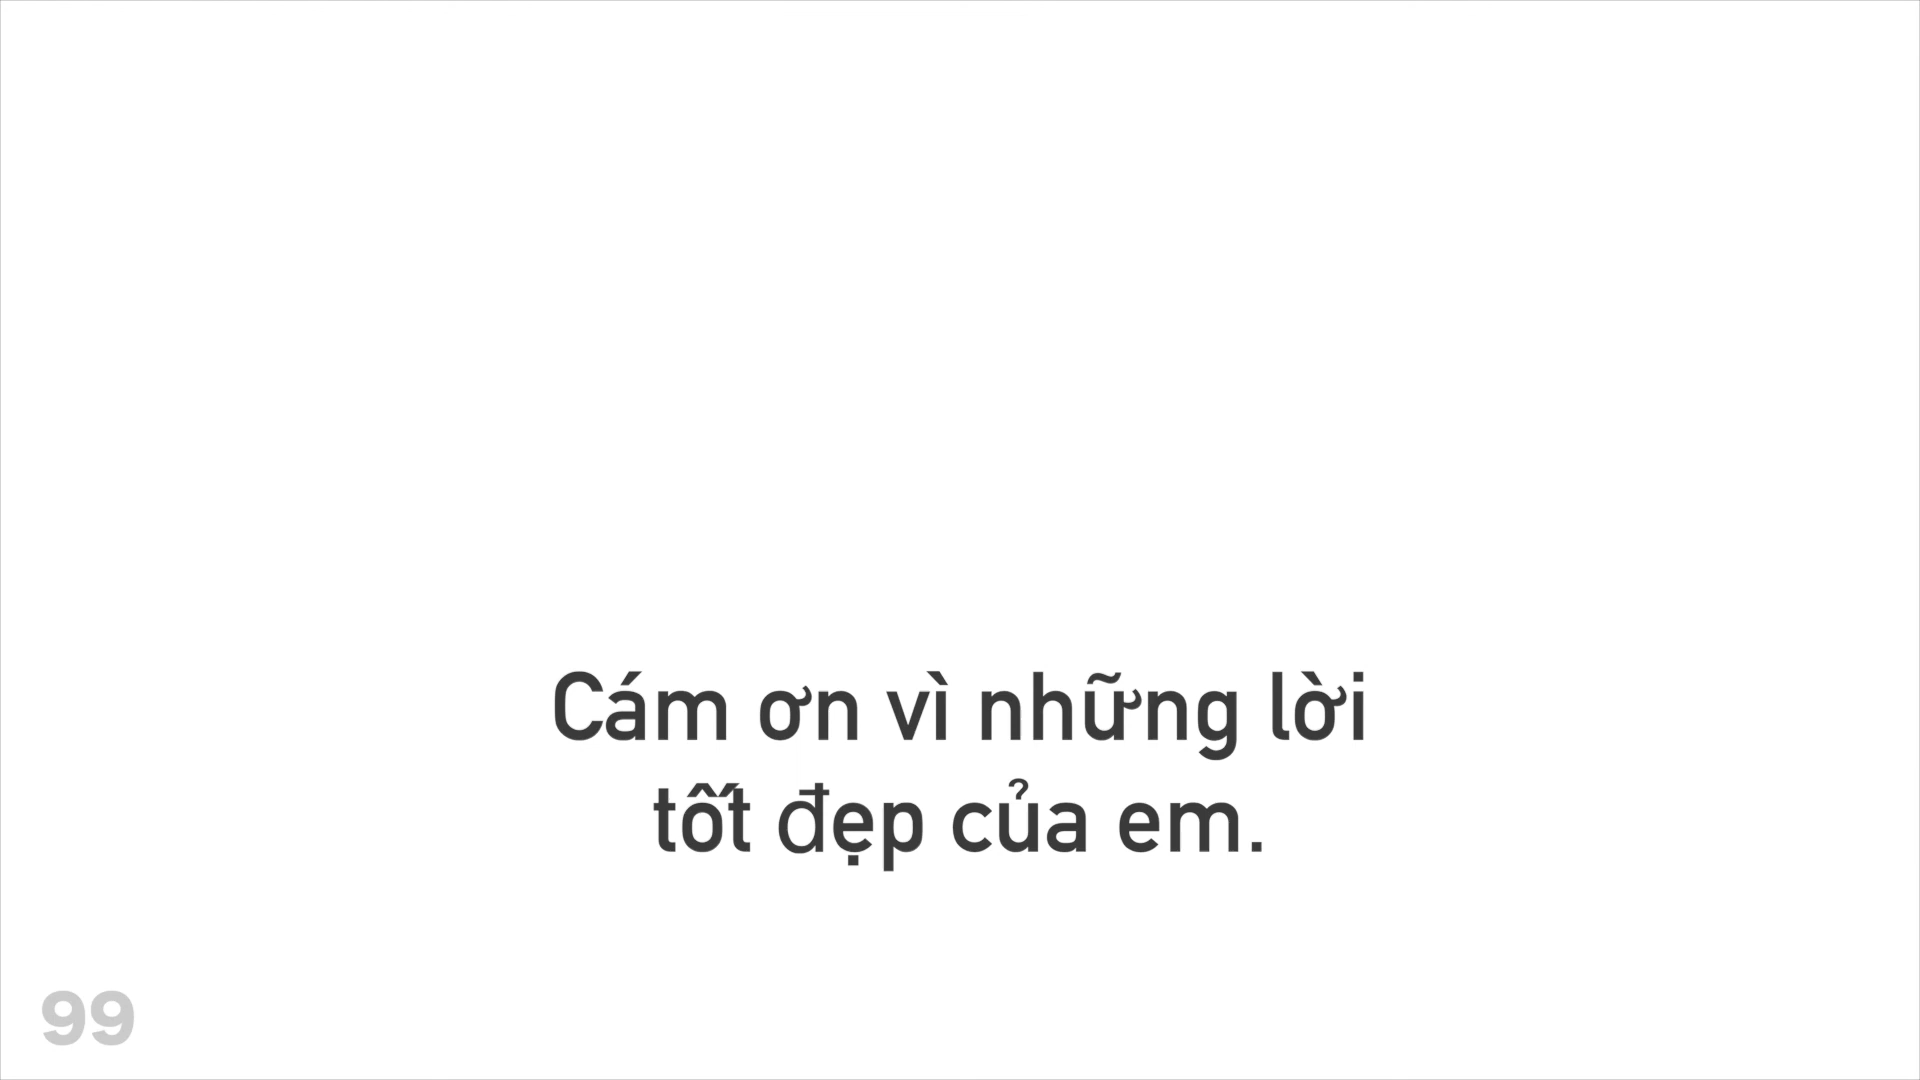 Cám ơn vì những lời
tốt đẹp của em.
99